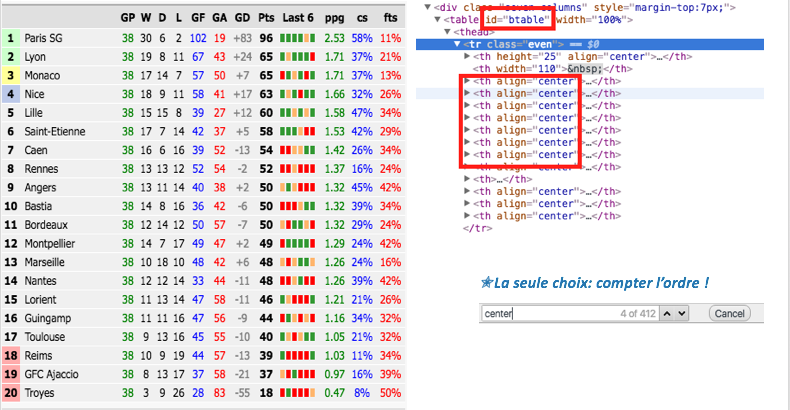 GP W D L GF GA GD Pts Last 6 ppg cs fts
1 Paris SG 38 30 6 2 102 19 +83 96 2.53 58% 11%
2 Lyon 38 19 8 11 67 43 +24 65 1.71 37% 21%
3 Monaco 38 17 14 7 57 50 +7 65 1.71 37% 13%
4 Nice 38 18 9 11 58 41 +17 63 1.66 32% 26%
5 Lille 38 15 15 8 39 27 +12 60 1.58 47% 34%
6 Saint-Etienne 38 17 7 14 42 37 +5 58 1.53 42% 29%
7 Caen 38 16 6 16 39 52 -13 54 1.42 26% 34%
8 Rennes 38 13 13 12 52 54 -2 52 1.37 16% 24%
9 Angers 38 13 11 14 40 38 +2 50 1.32 45% 42%
10 Bastia 38 14 8 16 36 42 -6 50 1.32 39% 34%
11 Bordeaux 38 12 14 12 50 57 -7 50 1.32 29% 24%
12 Montpellier 38 14 7 17 49 47 +2 49 1.29 24% 42%
13 Marseille 38 10 18 10 48 42 +6 48 1.26 24% 16%
14 Nantes 38 12 12 14 33 44 -11 48 1.26 39% 42%
15 Lorient 38 11 13 14 47 58 -11 46 1.21 21% 26%
16 Guingamp 38 11 11 16 47 56 -9 44 1.16 34% 32%
17 Toulouse 38 9 13 16 45 55 -10 40 1.05 21% 32%
18 Reims 38 10 9 19 44 57 -13 39 1.03 11% 34%
19 GFC Ajaccio 38 8 13 17 37 58 -21 37 0.97 16% 39%
20 Troyes 38 3 9 26 28 83 -55 18 0.47 8% 50%
▼<div class="seven columns" style="margin-top:7px;">
▼<table id="btable" width="100%">
▼<thead>
▼<tr class="even"> == $0
▶<th height="25" align="center">…</th>
<th width="110">&nbsp;</th>
▶<th align="center">…</th>
▶<th align="center">…</th>
▶<th align="center">…</th>
▶<th align="center">…</th>
▶<th align="center">…</th>
▶<th align="center">…</th>
▶<th align="center">…</th>
▶<th align="center">…</th>
▶<th>…</th>
▶<th align="center">…</th>
▶<th align="center">…</th>
▶<th align="center">…</th>
</tr>
★La seule choix: compter l’ordre !
center 4 of 412 Cancel